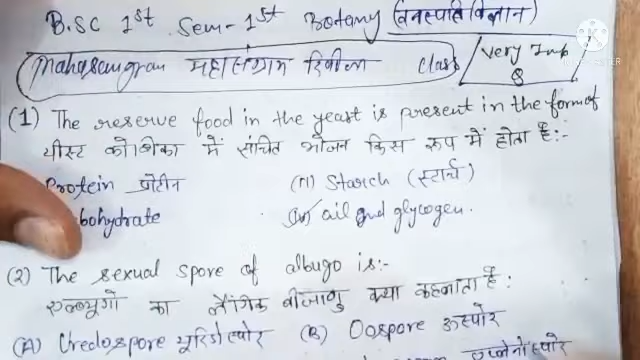 B.SC 1st Sem-1st Botany (वनस्पति विज्ञान)
Mahasangram महासंग्राम रिवीजन class
Very Imp
Q
(1) The reserve food in the yeast is present in the form of
यीस्ट कोशिका में संचित भोजन किस रूप में होता है:-
Protein प्रोटीन (iii) Starch (स्टार्च)
bohydrate (iv) oil and glycogen.
(2) The sexual spore of albugo is:-
एल्ब्यूगो का लैंगिक बीजाणु क्या कहलाता है:
(A) Uredospore यूरिडोस्पोर (B) Oospore ऊस्पोर